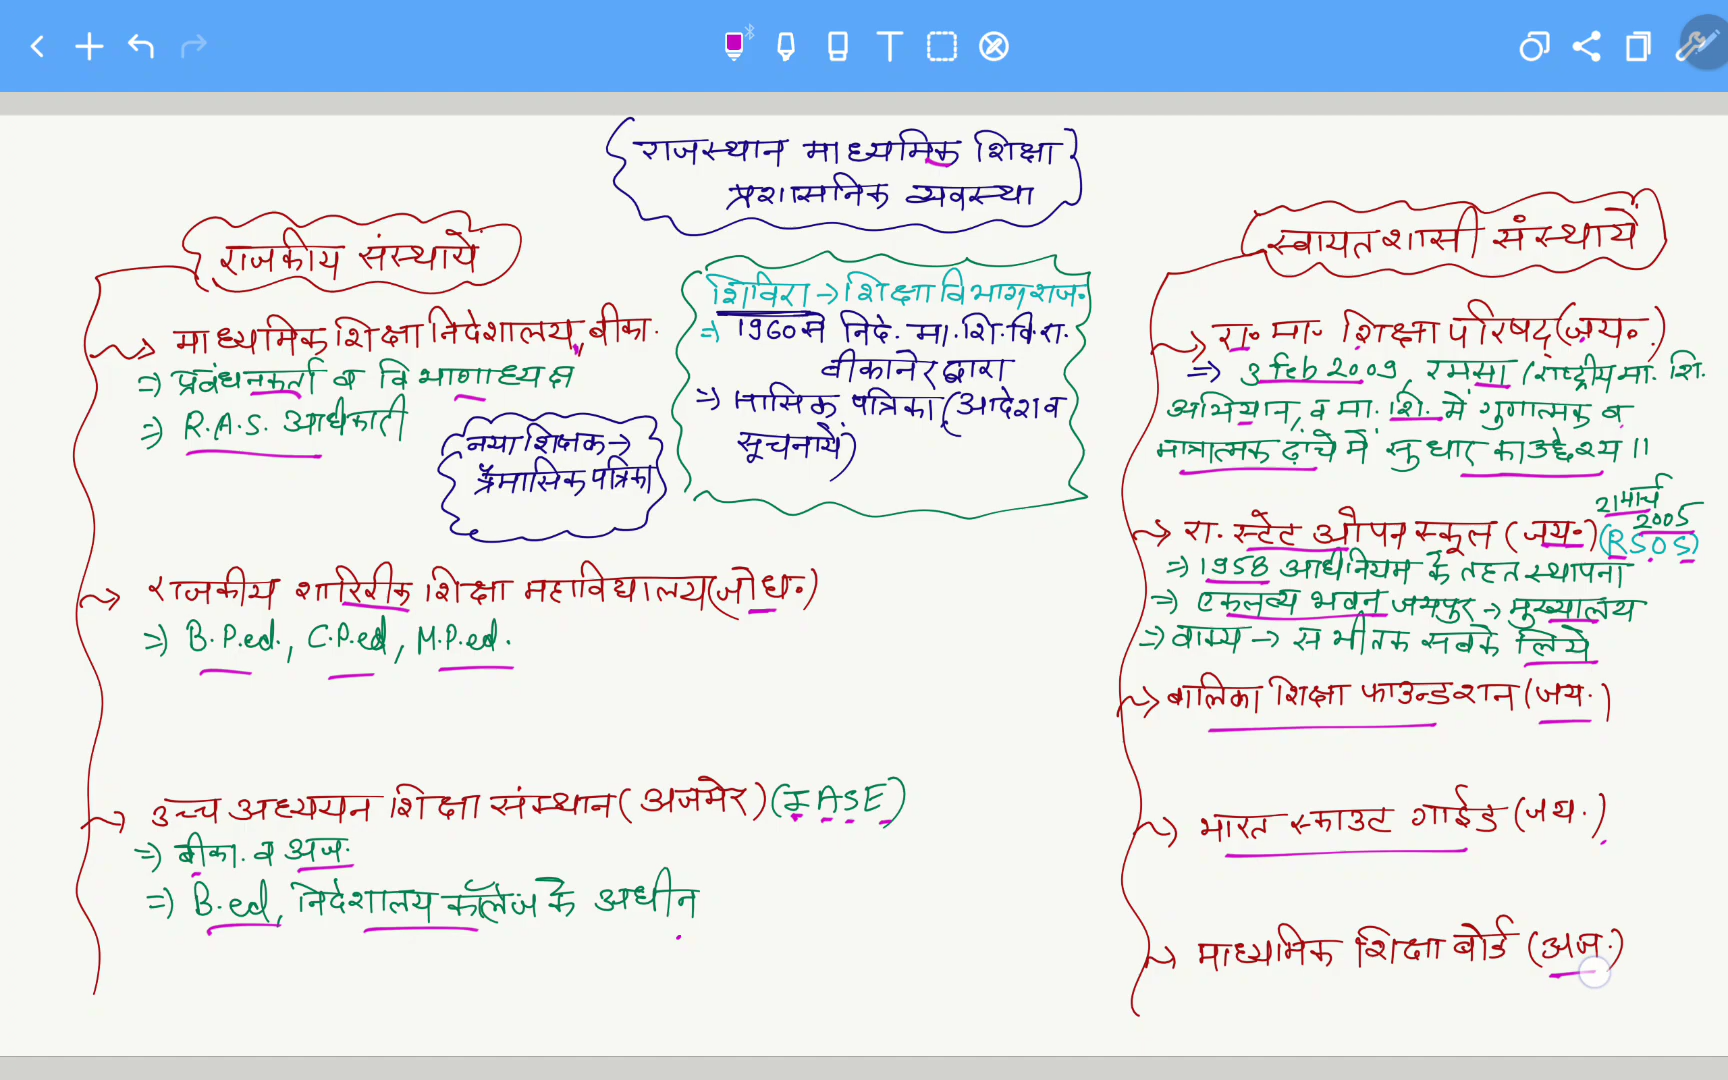 राजस्थान माध्यमिक शिक्षा
प्रशासनिक व्यवस्था
राजकीय संस्थायें
माध्यमिक शिक्षा निदेशालय, बीका.
⇒ प्रबंधनकर्ता व विभागाध्यक्ष
⇒ R.A.S. अधिकारी
नया शिक्षक →
त्रैमासिक पत्रिका
राजकीय शारिरीक शिक्षा महाविद्यालय (जोध.)
⇒ B.P.ed., C.P.ed, M.P.ed.
उच्च अध्ययन शिक्षा संस्थान (अजमेर) (IASE)
⇒ बीका. व अज.
⇒ B.ed, निदेशालय कॉलेज के अधीन
शिविरा → शिक्षा विभाग राज.
⇒ 1960 से निदे. मा. शि. वि. रा.
बीकानेर द्वारा
⇒ मासिक पत्रिका (आदेश व
सूचनायें)
स्वायतशासी संस्थायें
रा. मा. शिक्षा परिषद् (जय.)
⇒ 3 feb 2009, रमसा (राष्ट्रीय मा. शि.
अभियान, व मा. शि. में गुणात्मक व
मात्रात्मक ढ़ांचे में सुधार का उद्देश्य ॥
रा. स्टेट औपन स्कूल (जय.) (RSOS)
21 मार्च
2005
⇒ 1958 अधिनियम के तहत स्थापना
⇒ एकलव्य भवन जयपुर → मुख्यालय
⇒ वाक्य → सभी तक सबके लिये
बालिका शिक्षा फाउन्डेशन (जय.)
भारत स्काउट गाईड (जय.)
माध्यमिक शिक्षा बोर्ड (अज.)